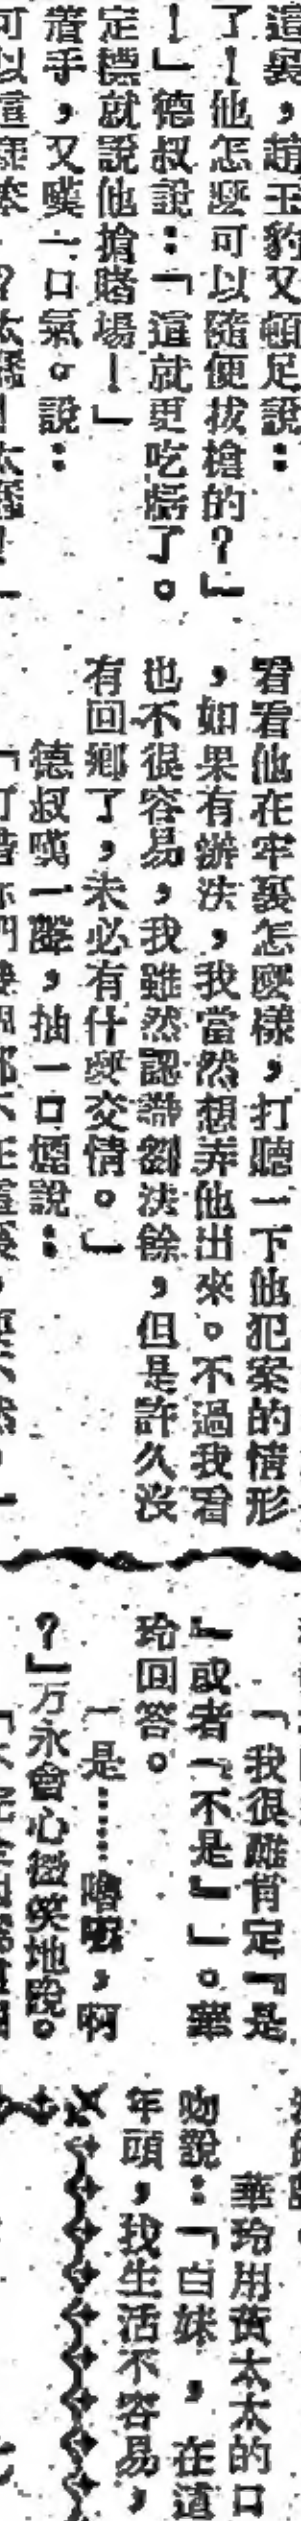 這裏，趙玉豹又頓足說：
了！他怎麼可以隨便拔槍的？」
！」德叔說：「這就更吃虧了。
定標就說他搶賭場！」
着手，又嘆一口氣。說：
看看他在牢裏怎麼樣，打聽一下他犯案的情形
，如果有辦法，我當然想弄他出來。不過我看
也不很容易，我雖然認識劉決餘，但是許久沒
有回鄉了，未必有什麼交情。」
德叔嘆一聲，抽一口煙說：
「我很難肯定『是
』或者『不是』」。華
玲回答。
「是……嚕囌，啊
？」万永會心微笑地說。
華玲用黃太太的口
吻說：「白妹，在這
年頭，找生活不容易，